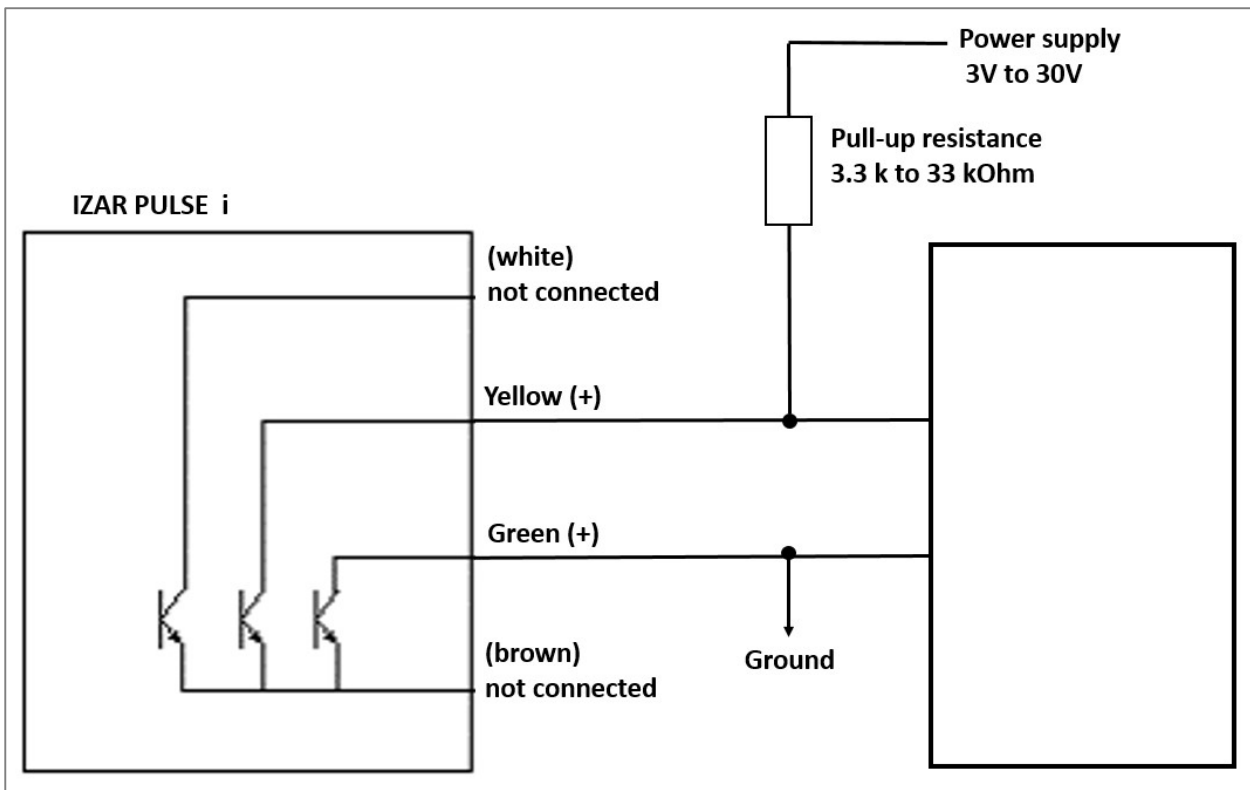 Power supply
3V to 30V
Pull-up resistance
3.3 k to 33 kOhm
IZAR PULSE i
(white)
not connected
Yellow (+)
Green (+)
Ground
(brown)
not connected